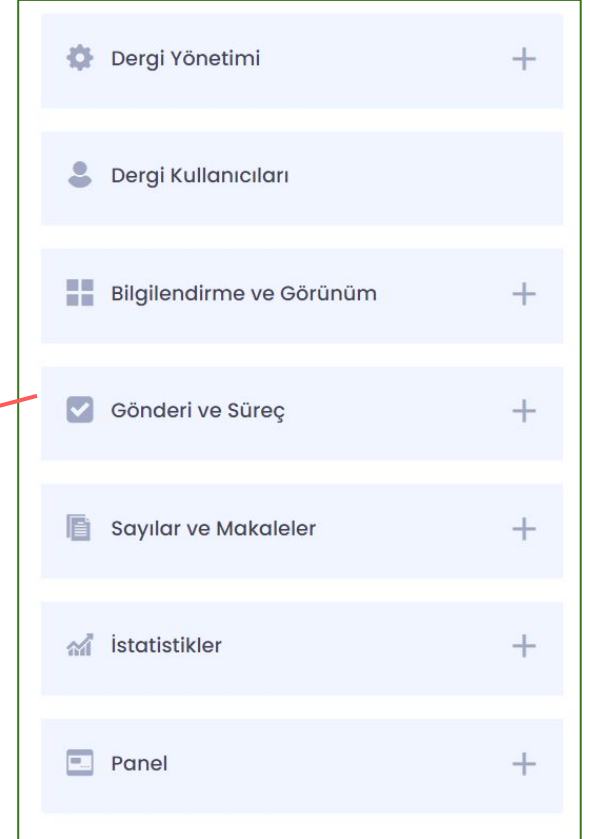 Dergi Yönetimi
Dergi Kullanıcıları
Bilgilendirme ve Görünüm
Gönderi ve Süreç
Sayılar ve Makaleler
İstatistikler
Panel